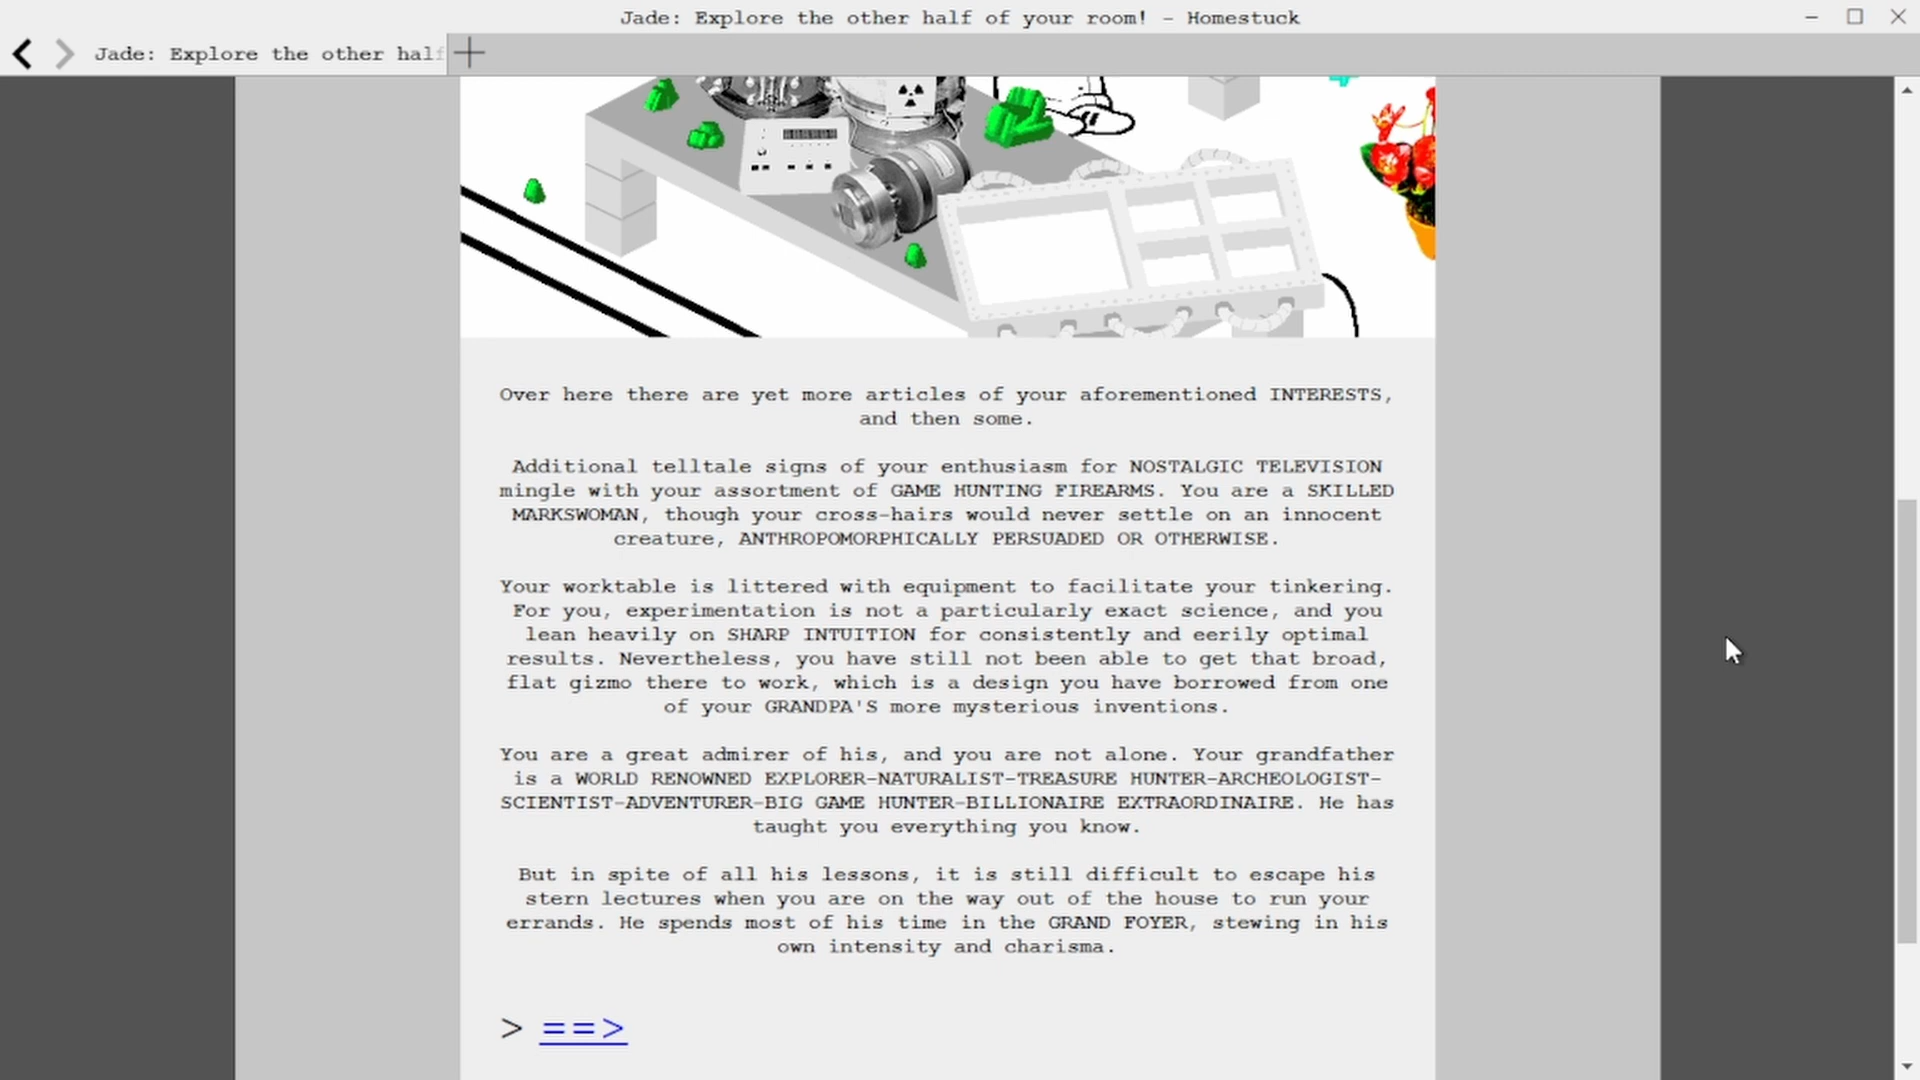 Jade: Explore the other half of your room! - Homestuck
Jade: Explore the other half
Over here there are yet more articles of your aforementioned INTERESTS,
and then some.
Additional telltale signs of your enthusiasm for NOSTALGIC TELEVISION
mingle with your assortment of GAME HUNTING FIREARMS. You are a SKILLED
MARKSWOMAN, though your cross-hairs would never settle on an innocent
creature, ANTHROPOMORPHICALLY PERSUADED OR OTHERWISE.
Your worktable is littered with equipment to facilitate your tinkering.
For you, experimentation is not a particularly exact science, and you
lean heavily on SHARP INTUITION for consistently and eerily optimal
results. Nevertheless, you have still not been able to get that broad,
flat gizmo there to work, which is a design you have borrowed from one
of your GRANDPA'S more mysterious inventions.
You are a great admirer of his, and you are not alone. Your grandfather
is a WORLD RENOWNED EXPLORER-NATURALIST-TREASURE HUNTER-ARCHEOLOGIST-
SCIENTIST-ADVENTURER-BIG GAME HUNTER-BILLIONAIRE EXTRAORDINAIRE. He has
taught you everything you know.
But in spite of all his lessons, it is still difficult to escape his
stern lectures when you are on the way out of the house to run your
errands. He spends most of his time in the GRAND FOYER, stewing in his
own intensity and charisma.
> ==>